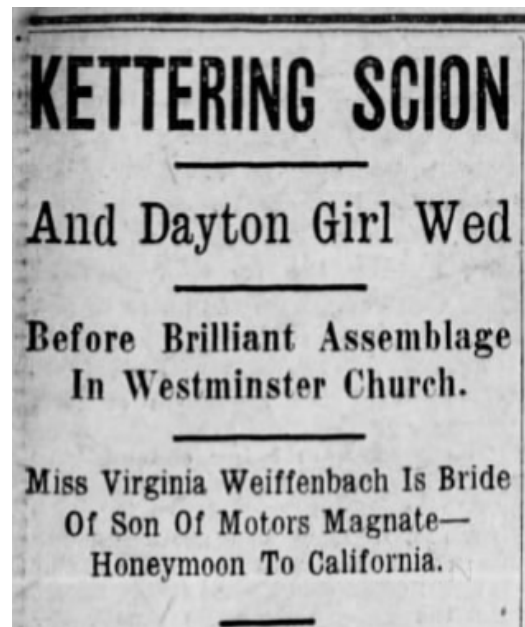 KETTERING SCION
And Dayton Girl Wed
Before Brilliant Assemblage
In Westminster Church.
Miss Virginia Weiffenbach Is Bride
Of Son Of Motors Magnate—
Honeymoon To California.